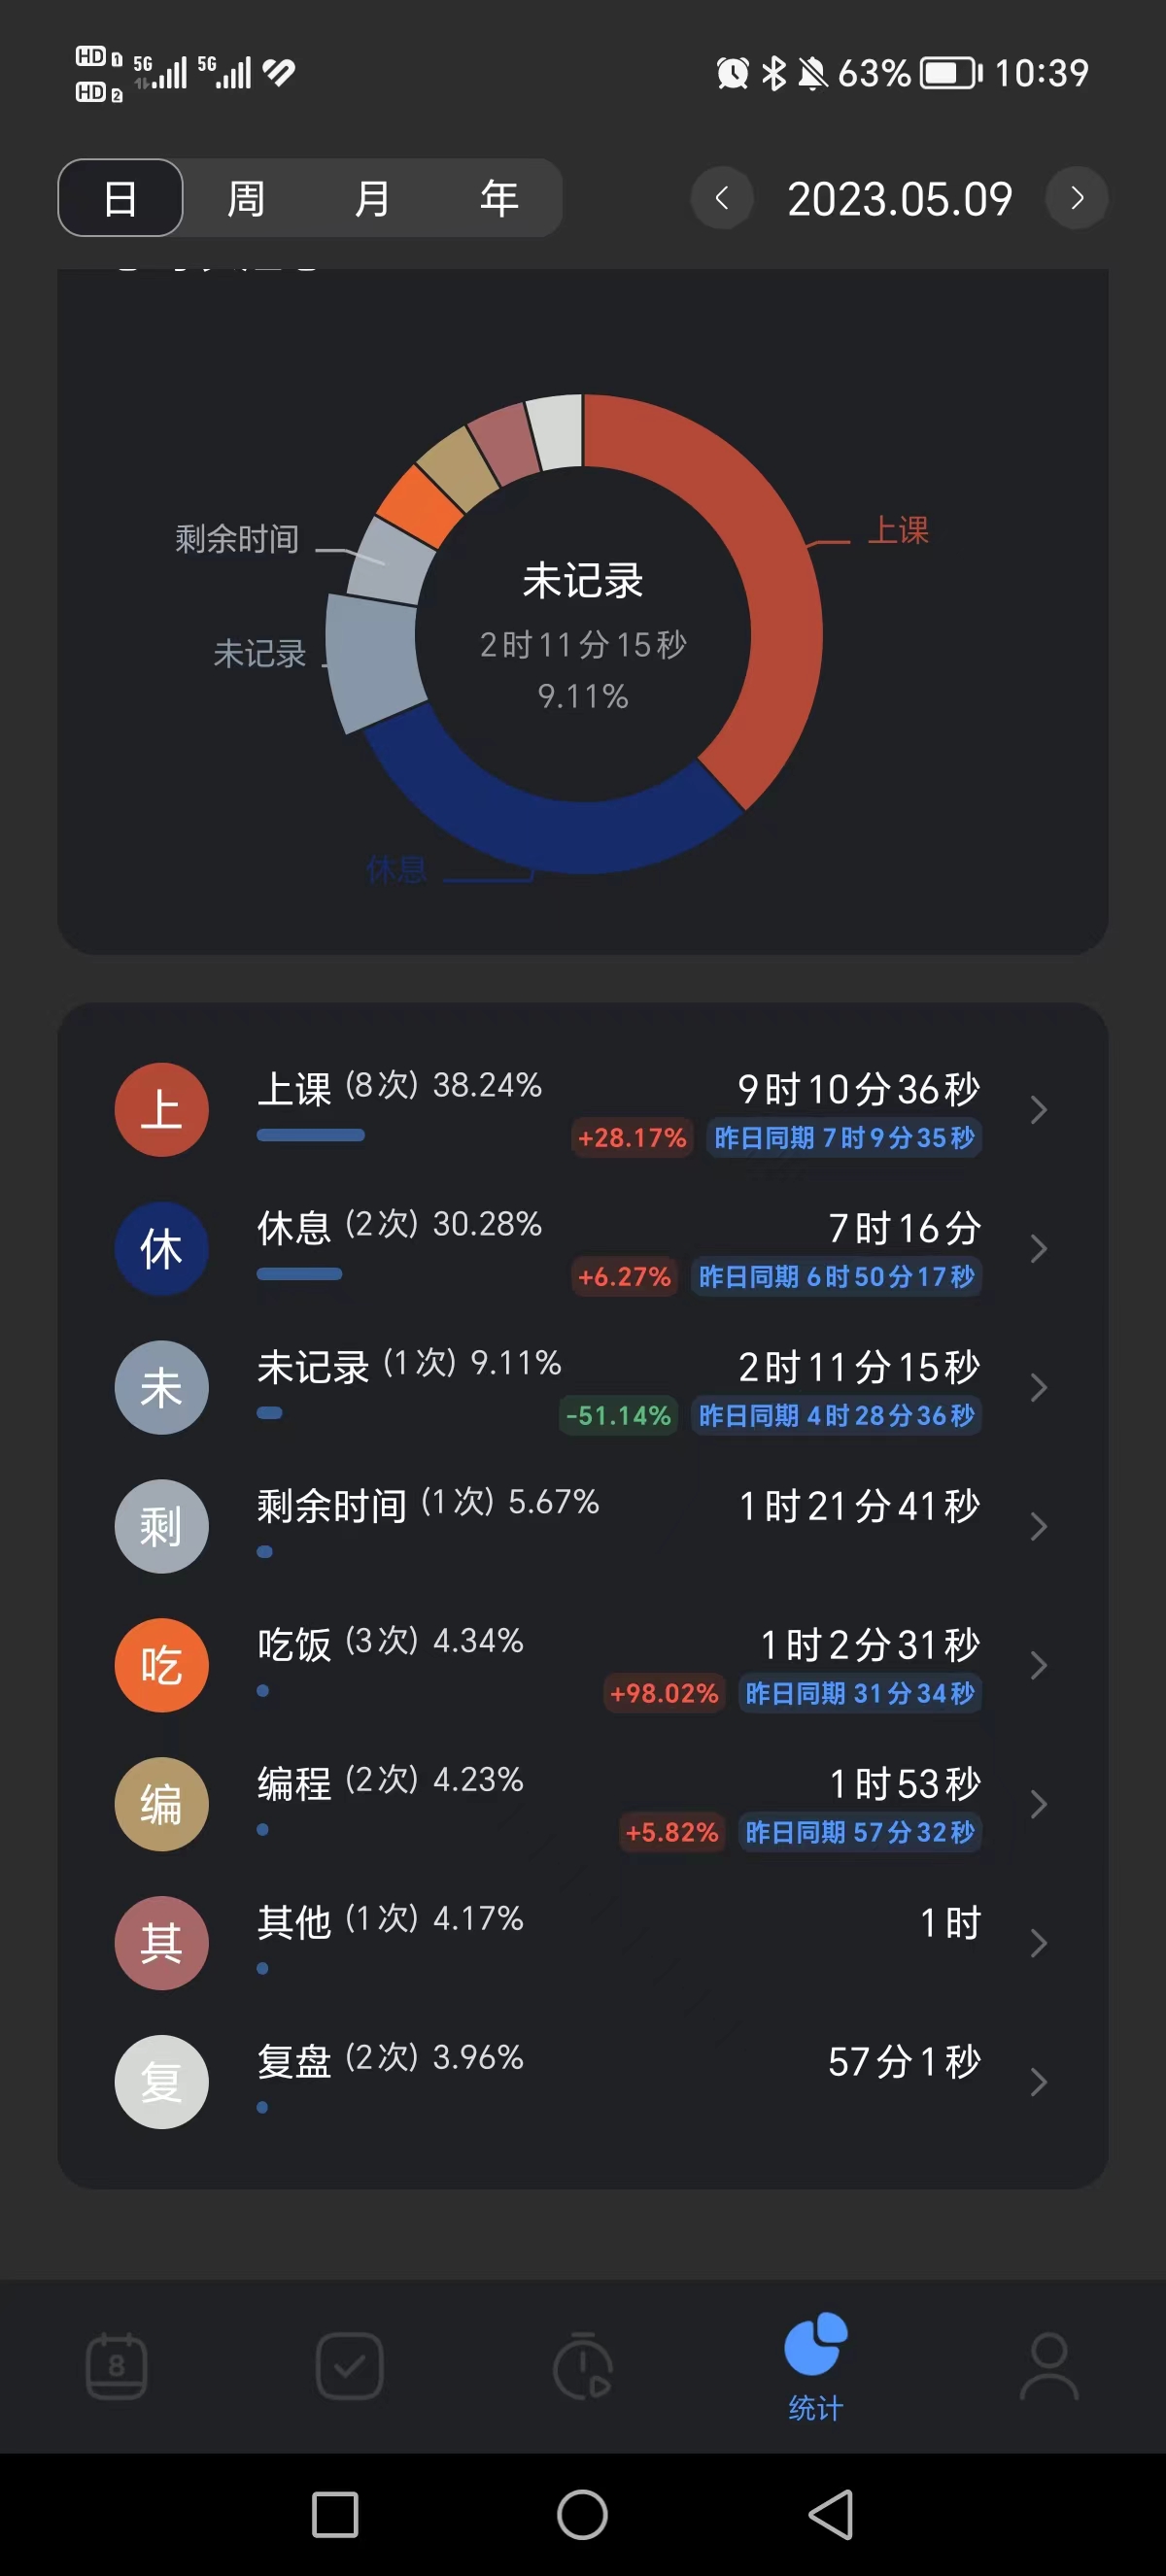 HD 1 5G 5G 63% 10:39
HD 2
日 周 月 年 2023.05.09
上课
剩余时间
未记录
未记录
2时11分15秒
9.11%
休息
上 上课 (8次) 38.24% 9时10分36秒
+28.17% 昨日同期 7时9分35秒
休 休息 (2次) 30.28% 7时16分
+6.27% 昨日同期 6时50分17秒
未 未记录 (1次) 9.11% 2时11分15秒
-51.14% 昨日同期 4时28分36秒
剩 剩余时间 (1次) 5.67% 1时21分41秒
吃 吃饭 (3次) 4.34% 1时2分31秒
+98.02% 昨日同期 31分34秒
编 编程 (2次) 4.23% 1时53秒
+5.82% 昨日同期 57分32秒
其 其他 (1次) 4.17% 1时
复 复盘 (2次) 3.96% 57分1秒
8
统计